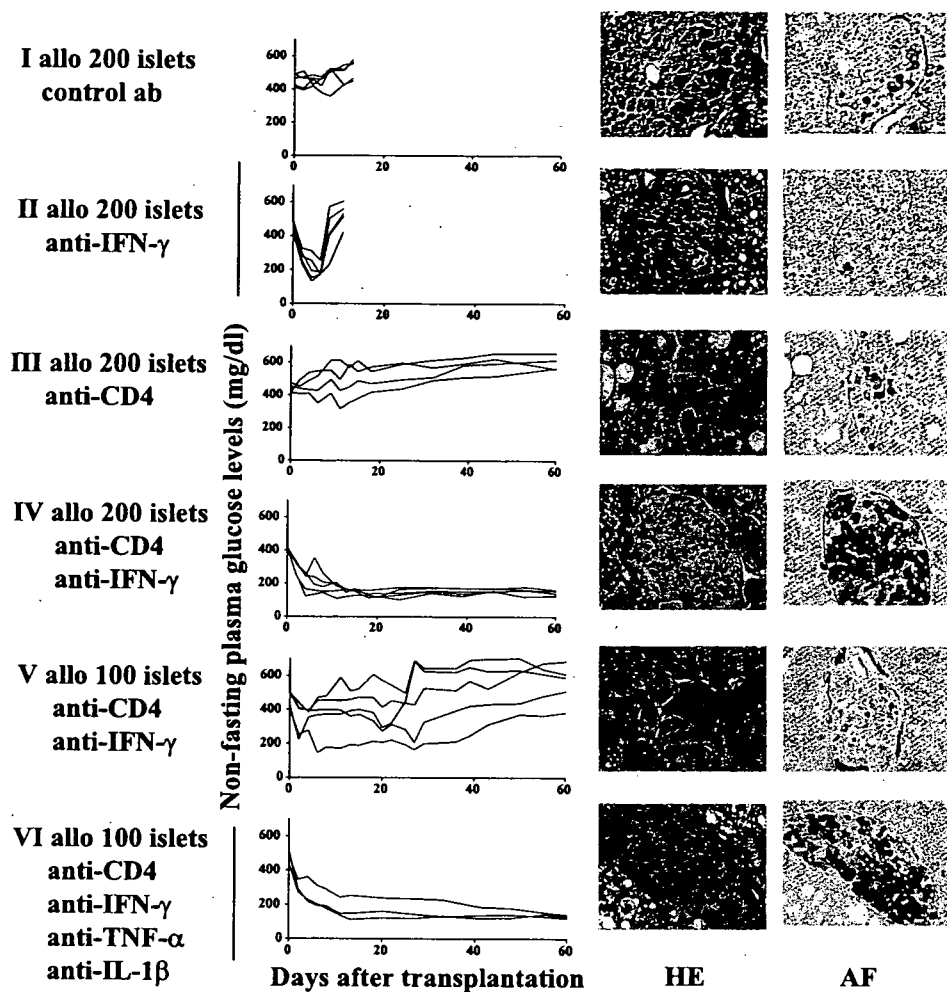 I allo 200 islets
control ab
600
400
200
0
0 20 40 60
II allo 200 islets
anti-IFN-γ
600
400
200
0
0 20 40 60
III allo 200 islets
anti-CD4
600
400
200
0
0 20 40 60
IV allo 200 islets
anti-CD4
anti-IFN-γ
600
400
200
0
0 20 40 60
V allo 100 islets
anti-CD4
anti-IFN-γ
600
400
200
0
0 20 40 60
VI allo 100 islets
anti-CD4
anti-IFN-γ
anti-TNF-α
anti-IL-1β
600
400
200
0
0 20 40 60
Non-fasting plasma glucose levels (mg/dl)
Days after transplantation
HE
AF